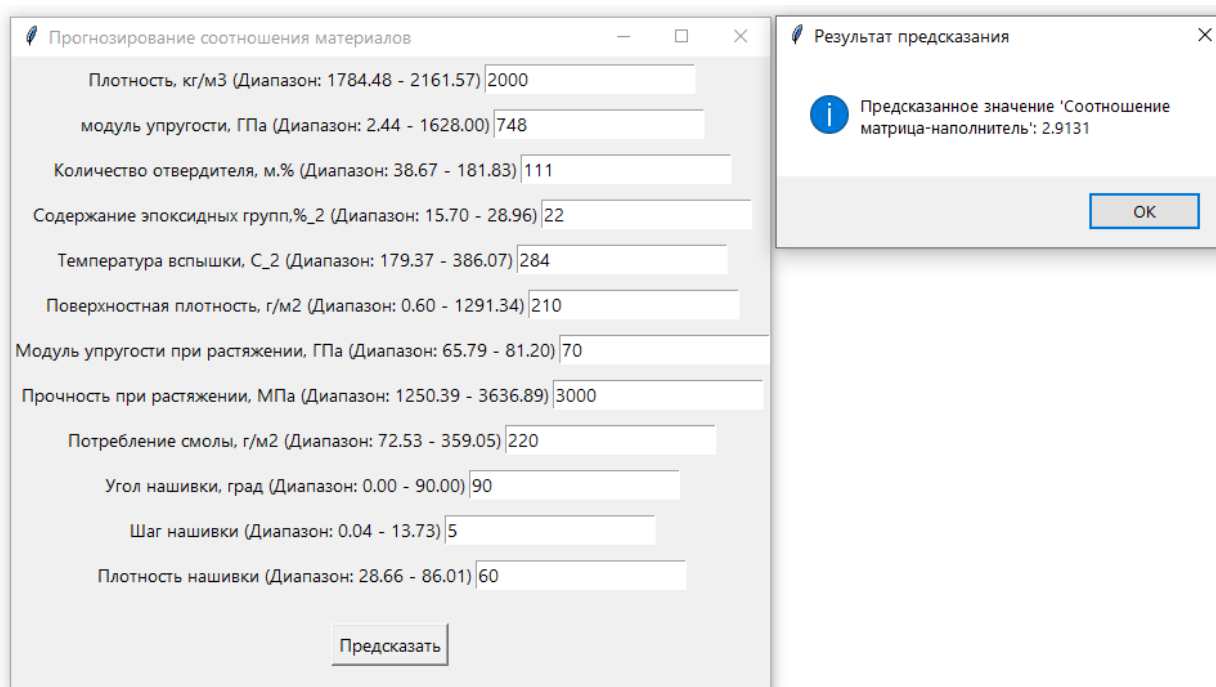 Прогнозирование соотношения материалов
Плотность, кг/м3 (Диапазон: 1784.48 - 2161.57) 2000
модуль упругости, ГПа (Диапазон: 2.44 - 1628.00) 748
Количество отвердителя, м.% (Диапазон: 38.67 - 181.83) 111
Содержание эпоксидных групп,%_2 (Диапазон: 15.70 - 28.96) 22
Температура вспышки, С_2 (Диапазон: 179.37 - 386.07) 284
Поверхностная плотность, г/м2 (Диапазон: 0.60 - 1291.34) 210
Модуль упругости при растяжении, ГПа (Диапазон: 65.79 - 81.20) 70
Прочность при растяжении, МПа (Диапазон: 1250.39 - 3636.89) 3000
Потребление смолы, г/м2 (Диапазон: 72.53 - 359.05) 220
Угол нашивки, град (Диапазон: 0.00 - 90.00) 90
Шаг нашивки (Диапазон: 0.04 - 13.73) 5
Плотность нашивки (Диапазон: 28.66 - 86.01) 60
Предсказать
Результат предсказания
Предсказанное значение 'Соотношение
матрица-наполнитель': 2.9131
ОК